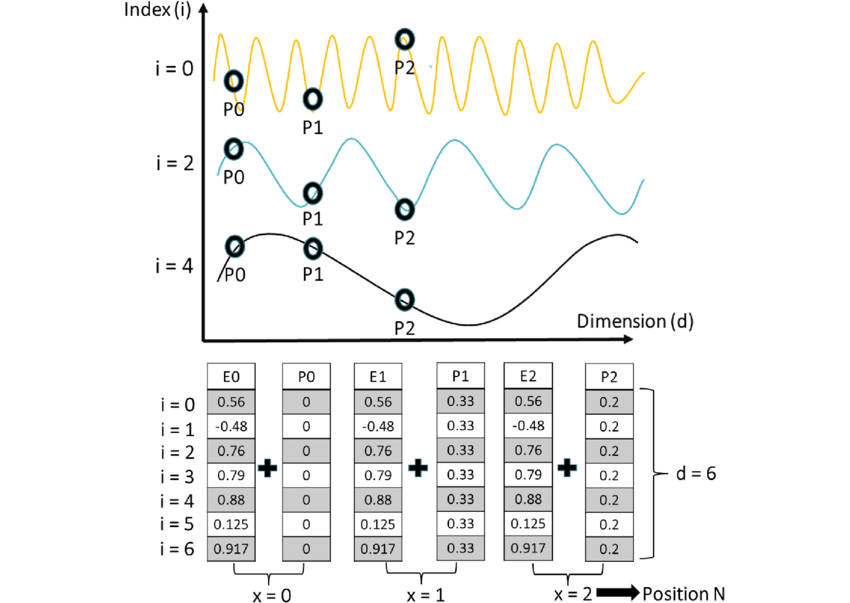 Index (i)
i = 0
P0
P1
P2
i = 2
P0
P1
P2
i = 4
P0
P1
P2
Dimension (d)
E0 P0 E1 P1 E2 P2
i = 0 0.56 0 0.56 0.33 0.56 0.2
i = 1 -0.48 0 -0.48 0.33 -0.48 0.2
i = 2 0.76 0 0.76 0.33 0.76 0.2
i = 3 0.79 + 0 0.79 + 0.33 0.79 + 0.2 d = 6
i = 4 0.88 0 0.88 0.33 0.88 0.2
i = 5 0.125 0 0.125 0.33 0.125 0.2
i = 6 0.917 0 0.917 0.33 0.917 0.2
x = 0 x = 1 x = 2 Position N